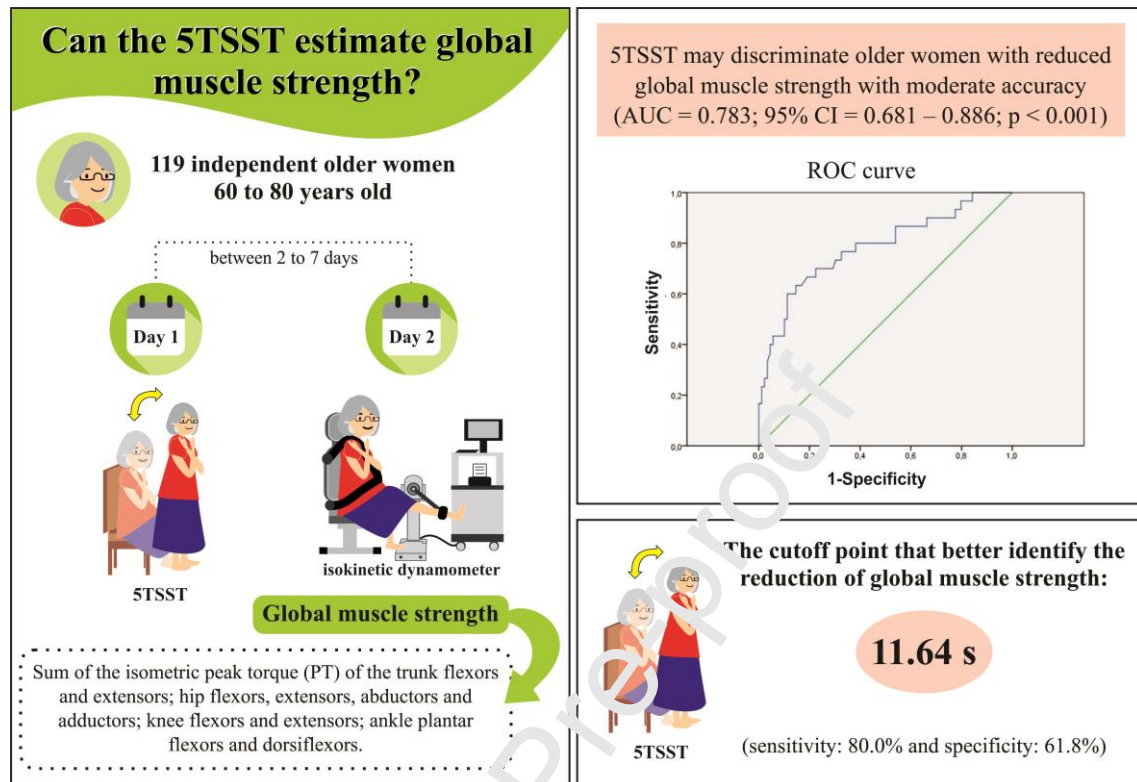 Can the 5TSST estimate global
muscle strength?
119 independent older women
60 to 80 years old
between 2 to 7 days
Day 1
Day 2
5TSST
isokinetic dynamometer
Global muscle strength
Sum of the isometric peak torque (PT) of the trunk flexors
and extensors; hip flexors, extensors, abductors and
adductors; knee flexors and extensors; ankle plantar
flexors and dorsiflexors.
5TSST may discriminate older women with reduced
global muscle strength with moderate accuracy
(AUC = 0.783; 95% CI = 0.681 – 0.886; p < 0.001)
ROC curve
1,0
0,8
0,6
0,4
0,2
0,0
Sensitivity
0,0 0,2 0,4 0,6 0,8 1,0
1-Specificity
The cutoff point that better identify the
reduction of global muscle strength:
11.64 s
5TSST
(sensitivity: 80.0% and specificity: 61.8%)
Pre-proof